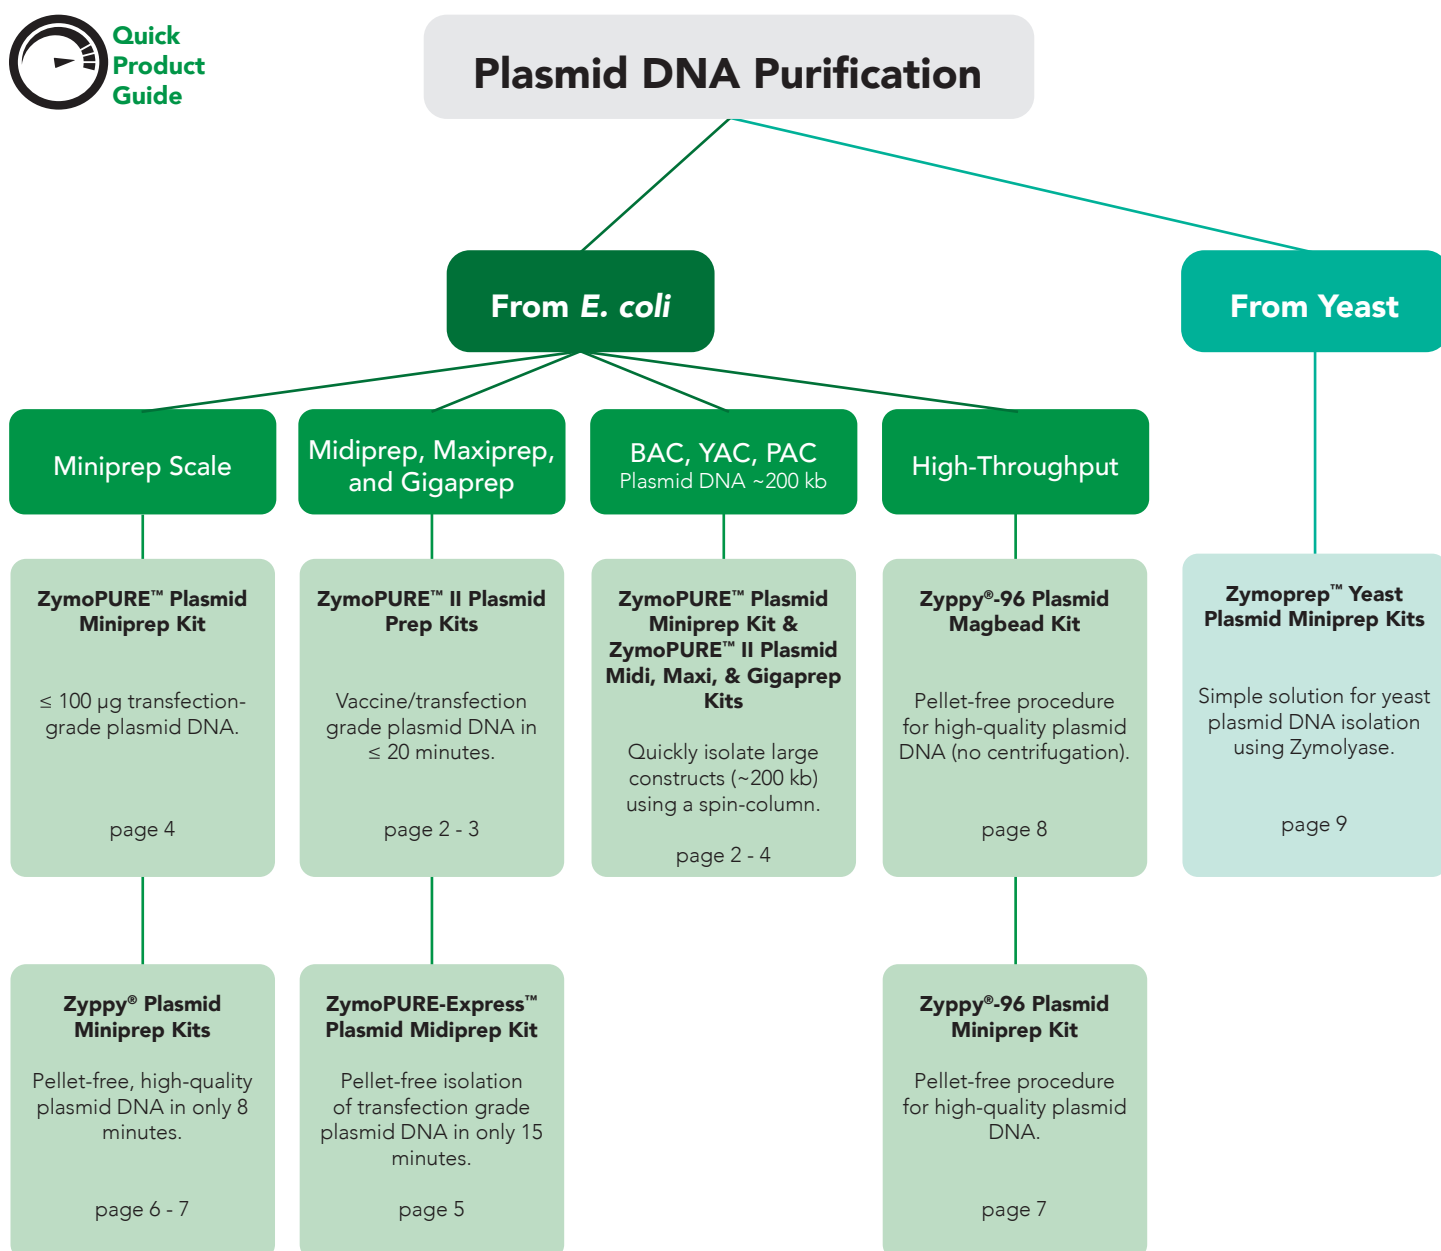 Quick
Product
Guide
Plasmid DNA Purification
From E. coli
From Yeast
Miniprep Scale
Midiprep, Maxiprep,
and Gigaprep
BAC, YAC, PAC
Plasmid DNA ~200 kb
High-Throughput
ZymoPURE™ Plasmid
Miniprep Kit
≤ 100 µg transfection-
grade plasmid DNA.
page 4
ZymoPURE™ II Plasmid
Prep Kits
Vaccine/transfection
grade plasmid DNA in
≤ 20 minutes.
page 2 - 3
ZymoPURE™ Plasmid
Miniprep Kit &
ZymoPURE™ II Plasmid
Midi, Maxi, & Gigaprep
Kits
Quickly isolate large
constructs (~200 kb)
using a spin-column.
page 2 - 4
Zyppy®-96 Plasmid
Magbead Kit
Pellet-free procedure
for high-quality plasmid
DNA (no centrifugation).
page 8
Zymoprep™ Yeast
Plasmid Miniprep Kits
Simple solution for yeast
plasmid DNA isolation
using Zymolyase.
page 9
Zyppy® Plasmid
Miniprep Kits
Pellet-free, high-quality
plasmid DNA in only 8
minutes.
page 6 - 7
ZymoPURE-Express™
Plasmid Midiprep Kit
Pellet-free isolation
of transfection grade
plasmid DNA in only 15
minutes.
page 5
Zyppy®-96 Plasmid
Miniprep Kit
Pellet-free procedure
for high-quality plasmid
DNA.
page 7